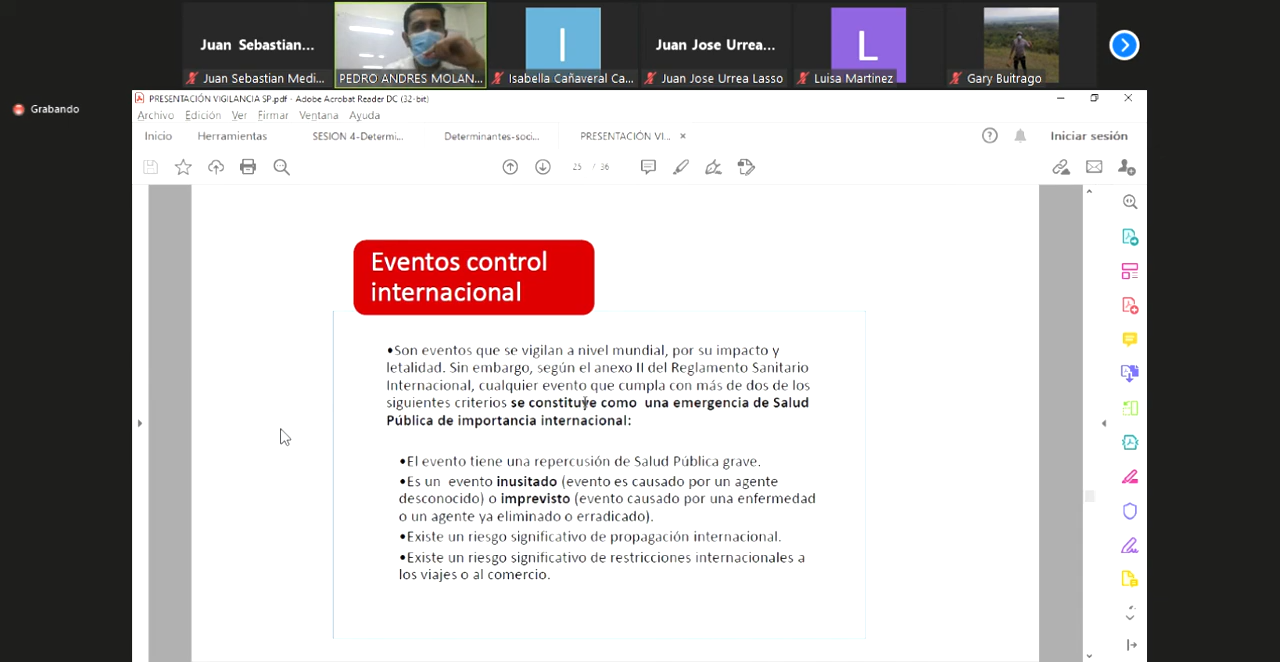 Juan Sebastian...
I
Juan Jose Urrea...
L
Juan Sebastian Medi...
PEDRO ANDRES MOLAN...
Isabella Cañaveral Ca...
Juan Jose Urrea Lasso
Luisa Martinez
Gary Buitrago
Grabando
PRESENTACIÓN VIGILANCIA SP.pdf - Adobe Acrobat Reader DC (32-bit)
Archivo Edición Ver Firmar Ventana Ayuda
Inicio Herramientas SESION 4-Determi... Determinantes-soci... PRESENTACIÓN VI... × Iniciar sesión
25 / 36
Eventos control
internacional
•Son eventos que se vigilan a nivel mundial, por su impacto y
letalidad. Sin embargo, según el anexo II del Reglamento Sanitario
Internacional, cualquier evento que cumpla con más de dos de los
siguientes criterios se constituye como una emergencia de Salud
Pública de importancia internacional:
•El evento tiene una repercusión de Salud Pública grave.
•Es un evento inusitado (evento es causado por un agente
desconocido) o imprevisto (evento causado por una enfermedad
o un agente ya eliminado o erradicado).
•Existe un riesgo significativo de propagación internacional.
•Existe un riesgo significativo de restricciones internacionales a
los viajes o al comercio.